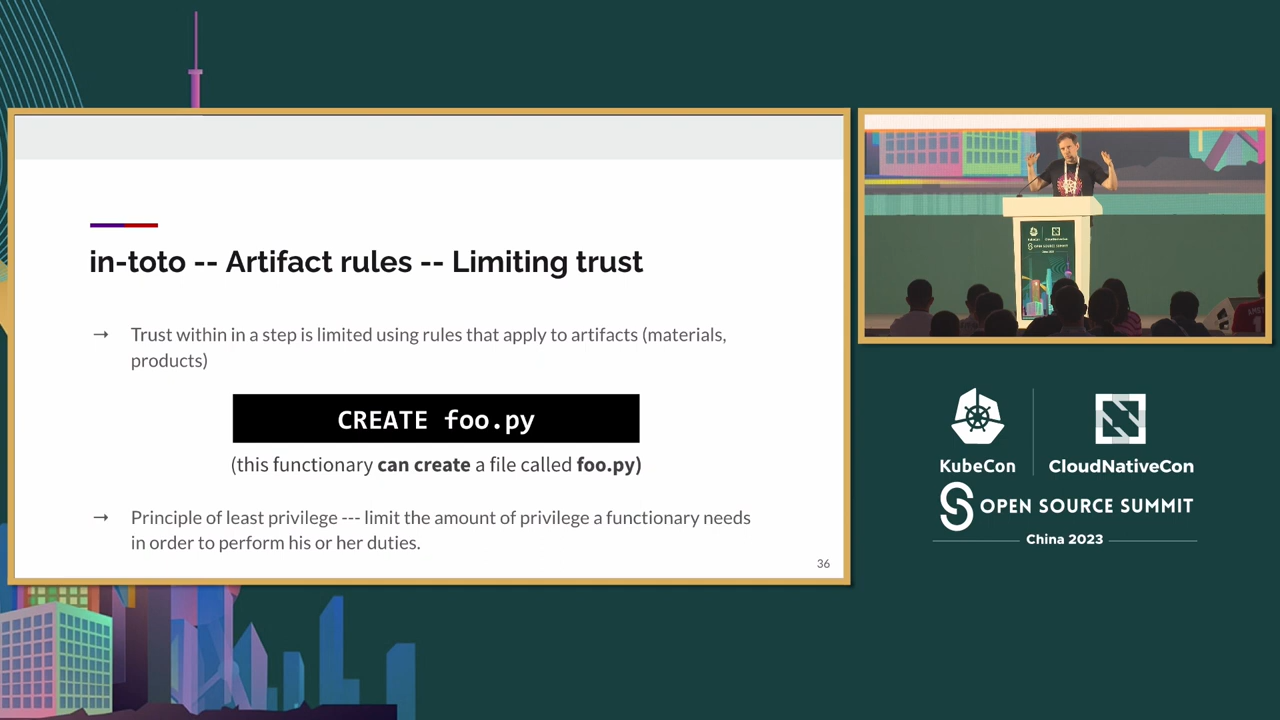 in-toto -- Artifact rules -- Limiting trust
→ Trust within in a step is limited using rules that apply to artifacts (materials,
products)
CREATE foo.py
(this functionary can create a file called foo.py)
→ Principle of least privilege --- limit the amount of privilege a functionary needs
in order to perform his or her duties.
36
KubeCon
CloudNativeCon
OPEN SOURCE SUMMIT
China 2023